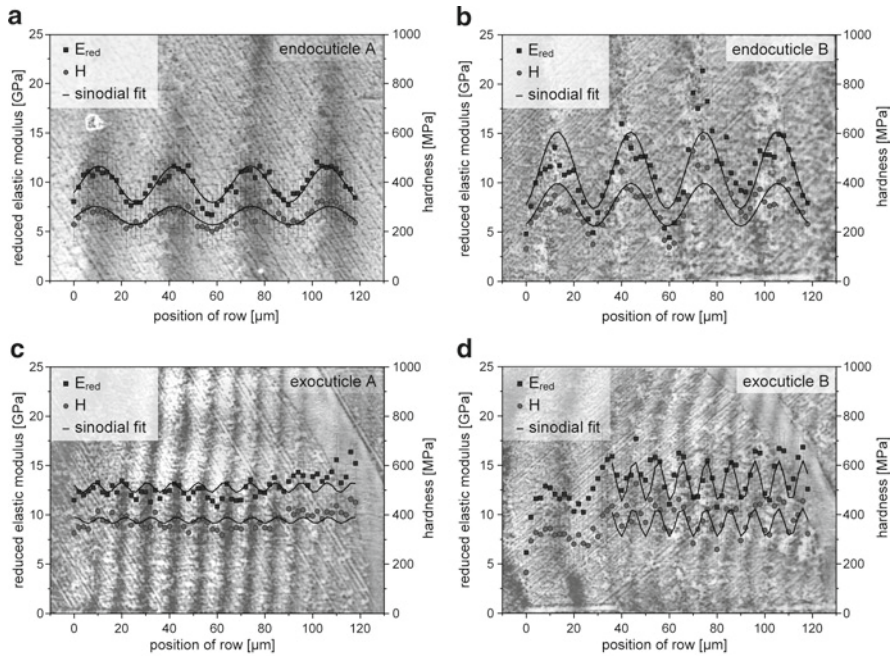 a
endocuticle A
E_red
H
sinodial fit
reduced elastic modulus [GPa]
25
20
15
10
5
0
hardness [MPa]
1000
800
600
400
200
0
0 20 40 60 80 100 120
position of row [µm]
b
endocuticle B
E_red
H
sinodial fit
reduced elastic modulus [GPa]
25
20
15
10
5
0
hardness [MPa]
1000
800
600
400
200
0
0 20 40 60 80 100 120
position of row [µm]
c
exocuticle A
E_red
H
sinodial fit
reduced elastic modulus [GPa]
25
20
15
10
5
0
hardness [MPa]
1000
800
600
400
200
0
0 20 40 60 80 100 120
position of row [µm]
d
exocuticle B
E_red
H
sinodial fit
reduced elastic modulus [GPa]
25
20
15
10
5
0
hardness [MPa]
1000
800
600
400
200
0
0 20 40 60 80 100 120
position of row [µm]